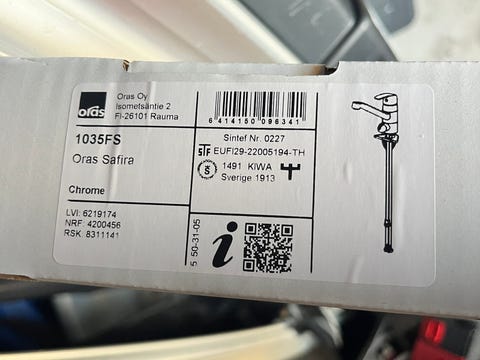 oras
Oras Oy
Isometsäntie 2
FI-26101 Rauma
1035FS
Oras Safira
Chrome
LVI: 6219174
NRF: 4200456
RSK: 8311141
6 414150 096341
Sintef Nr. 0227
STF EUFI29-22005194-TH
1491 KIWA
Sverige 1913
5 50-31-05
i